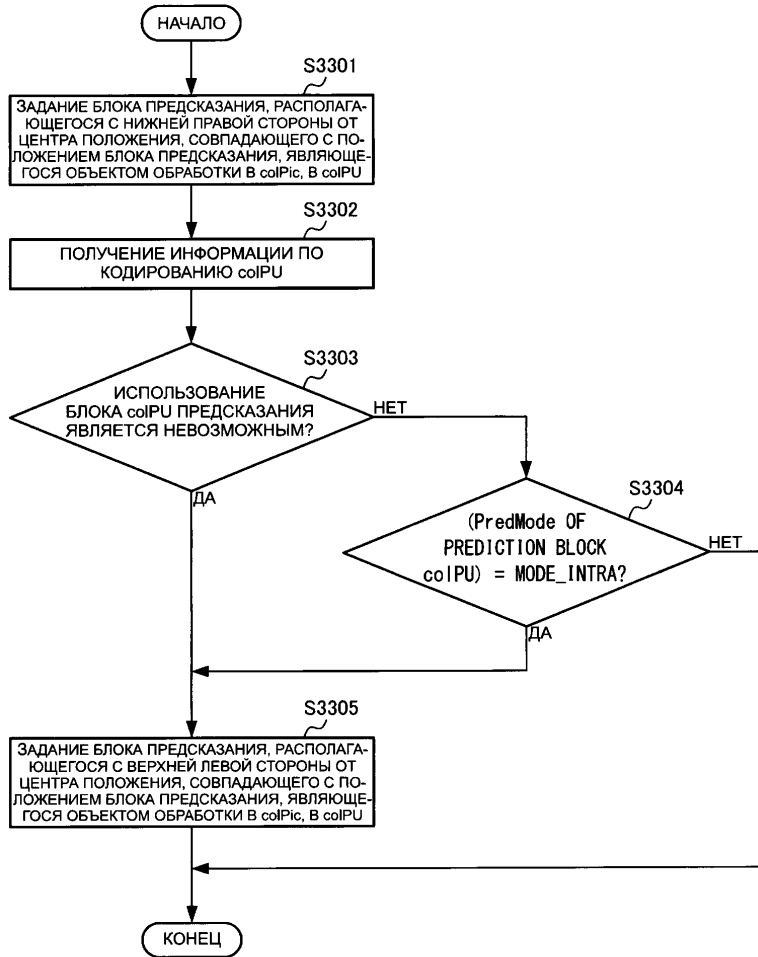 НАЧАЛО
S3301
ЗАДАНИЕ БЛОКА ПРЕДСКАЗАНИЯ, РАСПОЛАГА-
ЮЩЕГОСЯ С НИЖНЕЙ ПРАВОЙ СТОРОНЫ ОТ
ЦЕНТРА ПОЛОЖЕНИЯ, СОВПАДАЮЩЕГО С ПО-
ЛОЖЕНИЕМ БЛОКА ПРЕДСКАЗАНИЯ, ЯВЛЯЮЩЕ-
ГОСЯ ОБЪЕКТОМ ОБРАБОТКИ В colPic, В colPU
S3302
ПОЛУЧЕНИЕ ИНФОРМАЦИИ ПО
КОДИРОВАНИЮ colPU
S3303
ИСПОЛЬЗОВАНИЕ
БЛОКА colPU ПРЕДСКАЗАНИЯ
ЯВЛЯЕТСЯ НЕВОЗМОЖНЫМ?
НЕТ
ДА
S3304
(PredMode OF
PREDICTION BLOCK
colPU) = MODE_INTRA?
НЕТ
ДА
S3305
ЗАДАНИЕ БЛОКА ПРЕДСКАЗАНИЯ, РАСПОЛАГА-
ЮЩЕГОСЯ С ВЕРХНЕЙ ЛЕВОЙ СТОРОНЫ ОТ
ЦЕНТРА ПОЛОЖЕНИЯ, СОВПАДАЮЩЕГО С ПО-
ЛОЖЕНИЕМ БЛОКА ПРЕДСКАЗАНИЯ, ЯВЛЯЮЩЕ-
ГОСЯ ОБЪЕКТОМ ОБРАБОТКИ В colPic, В colPU
КОНЕЦ